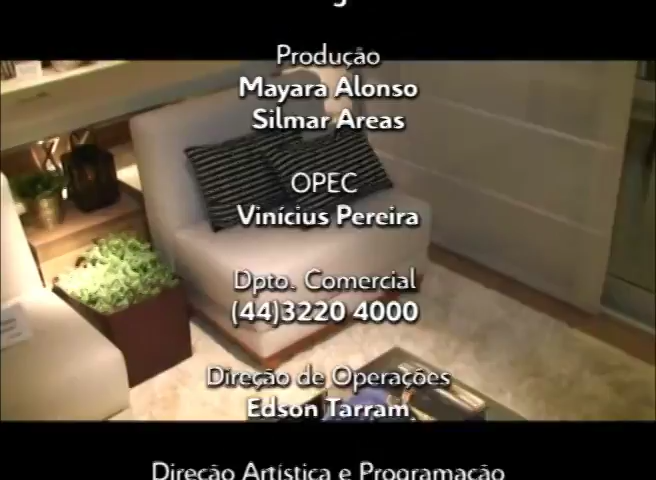 Produção
Mayara Alonso
Silmar Areas
OPEC
Vinícius Pereira
Dpto. Comercial
(44)3220 4000
Direção de Operações
Edson Tarram
Direção Artística e Programação